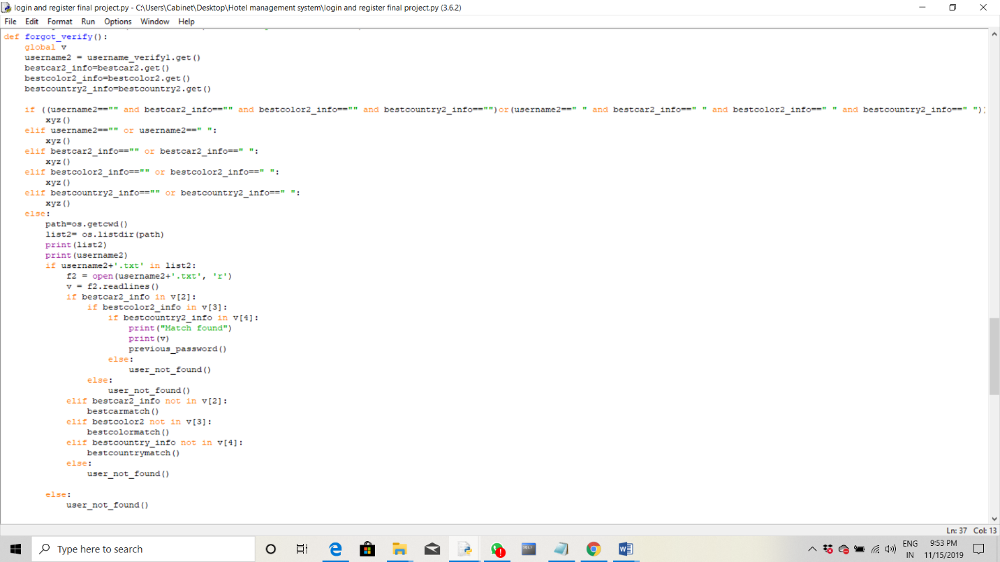 login and register final project.py - C:\Users\Cabinet\Desktop\Hotel management system\login and register final project.py (3.6.2)
File Edit Format Run Options Window Help
def forgot_verify():
    global v
    username2 = username_verify1.get()
    bestcar2_info=bestcar2.get()
    bestcolor2_info=bestcolor2.get()
    bestcountry2_info=bestcountry2.get()
    if ((username2=="" and bestcar2_info=="" and bestcolor2_info=="" and bestcountry2_info=="")or(username2==" " and bestcar2_info==" " and bestcolor2_info==" " and bestcountry2_info==" ")
        xyz()
    elif username2=="" or username2==" ":
        xyz()
    elif bestcar2_info=="" or bestcar2_info==" ":
        xyz()
    elif bestcolor2_info=="" or bestcolor2_info==" ":
        xyz()
    elif bestcountry2_info=="" or bestcountry2_info==" ":
        xyz()
    else:
        path=os.getcwd()
        list2= os.listdir(path)
        print(list2)
        print(username2)
        if username2+'.txt' in list2:
            f2 = open(username2+'.txt', 'r')
            v = f2.readlines()
            if bestcar2_info in v[2]:
                if bestcolor2_info in v[3]:
                    if bestcountry2_info in v[4]:
                        print("Match found")
                        print(v)
                        previous_password()
                    else:
                        user_not_found()
                else:
                    user_not_found()
            elif bestcar2_info not in v[2]:
                bestcarmatch()
            elif bestcolor2 not in v[3]:
                bestcolormatch()
            elif bestcountry_info not in v[4]:
                bestcountrymatch()
            else:
                user_not_found()
        else:
            user_not_found()
Ln: 37 Col: 13
Type here to search
ENG
IN
9:53 PM
11/15/2019